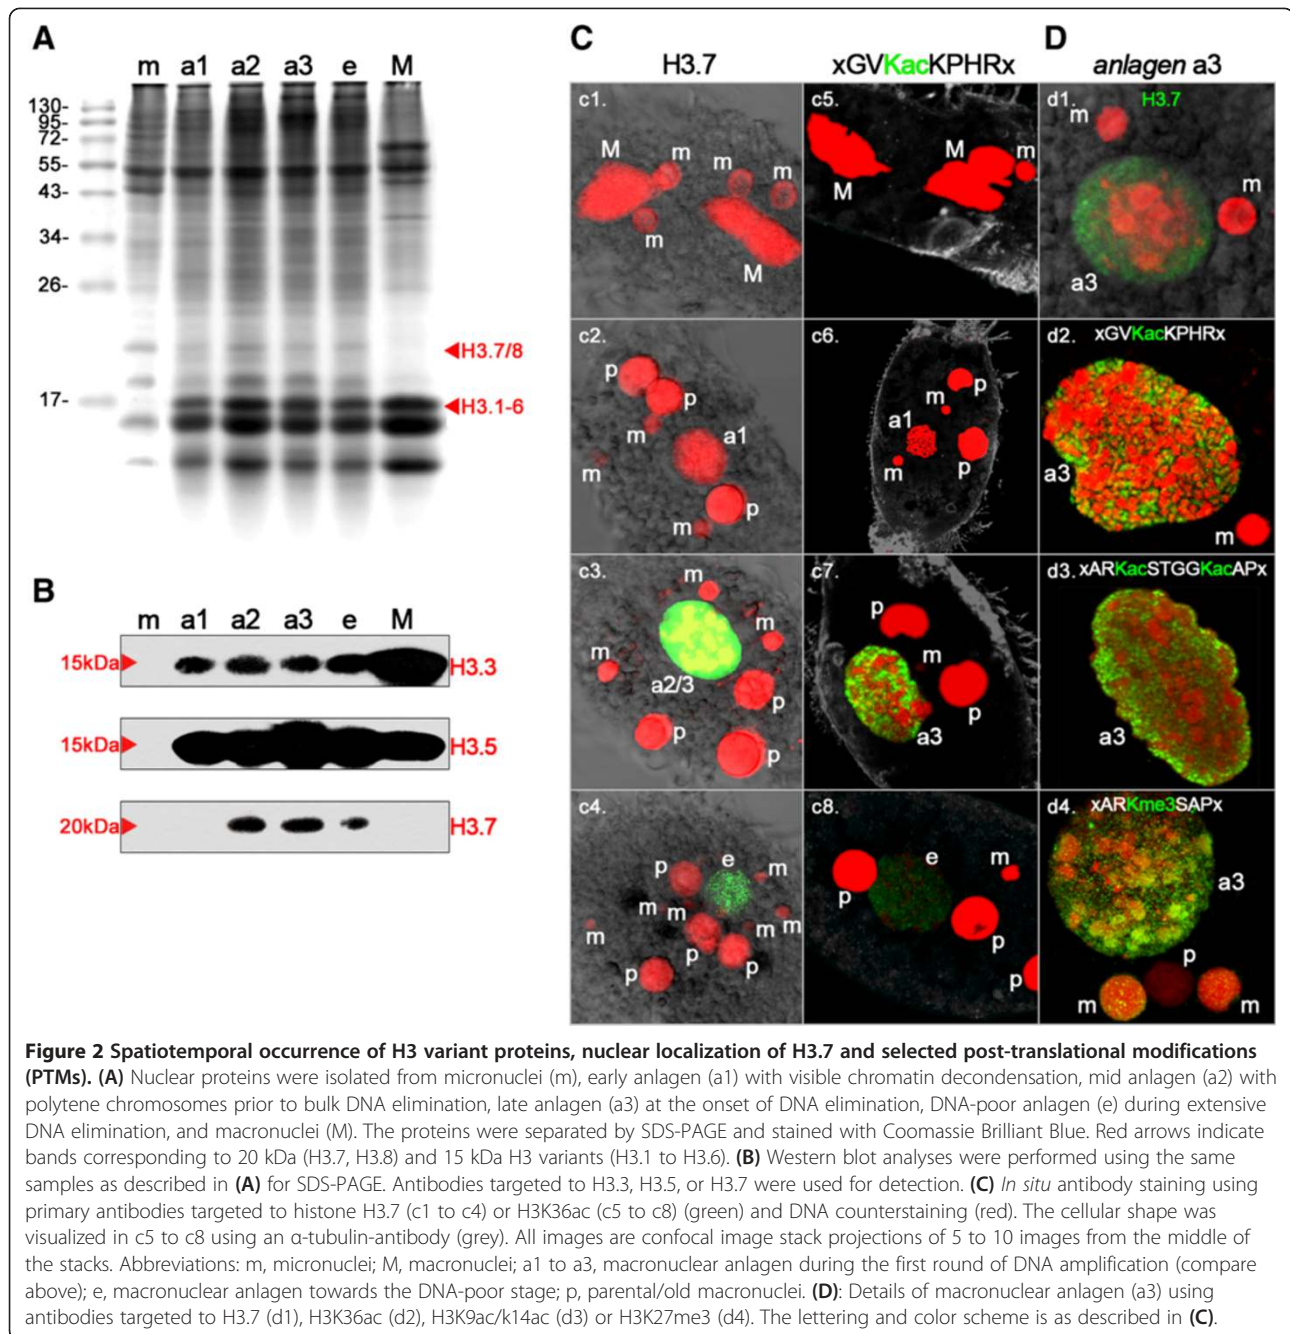 A
m a1 a2 a3 e M
130-
95-
72-
55-
43-
34-
26-
17-
H3.7/8
H3.1-6
B
m a1 a2 a3 e M
15kDa H3.3
15kDa H3.5
20kDa H3.7
C
H3.7 xGVKacKPHRx
c1.
M m m m
m
M
c5.
M m
M
c2.
p
p
m a1
m
p
m
c6.
p
m
a1
m p
c3.
m
m
m
a2/3
p
p
p
c7.
p
m
p
a3
c4.
e
p m
m m m
m m
p
p
p
c8.
e m
p
p
D
anlagen a3
d1. H3.7
m
m
a3
d2. xGVKacKPHRx
a3
m
d3. xARKacSTGGKacAPx
a3
d4. xARKme3SAPx
a3
p
m m
Figure 2 Spatiotemporal occurrence of H3 variant proteins, nuclear localization of H3.7 and selected post-translational modifications
(PTMs). (A) Nuclear proteins were isolated from micronuclei (m), early anlagen (a1) with visible chromatin decondensation, mid anlagen (a2) with
polytene chromosomes prior to bulk DNA elimination, late anlagen (a3) at the onset of DNA elimination, DNA-poor anlagen (e) during extensive
DNA elimination, and macronuclei (M). The proteins were separated by SDS-PAGE and stained with Coomassie Brilliant Blue. Red arrows indicate
bands corresponding to 20 kDa (H3.7, H3.8) and 15 kDa H3 variants (H3.1 to H3.6). (B) Western blot analyses were performed using the same
samples as described in (A) for SDS-PAGE. Antibodies targeted to H3.3, H3.5, or H3.7 were used for detection. (C) In situ antibody staining using
primary antibodies targeted to histone H3.7 (c1 to c4) or H3K36ac (c5 to c8) (green) and DNA counterstaining (red). The cellular shape was
visualized in c5 to c8 using an α-tubulin-antibody (grey). All images are confocal image stack projections of 5 to 10 images from the middle of
the stacks. Abbreviations: m, micronuclei; M, macronuclei; a1 to a3, macronuclear anlagen during the first round of DNA amplification (compare
above); e, macronuclear anlagen towards the DNA-poor stage; p, parental/old macronuclei. (D): Details of macronuclear anlagen (a3) using
antibodies targeted to H3.7 (d1), H3K36ac (d2), H3K9ac/k14ac (d3) or H3K27me3 (d4). The lettering and color scheme is as described in (C).